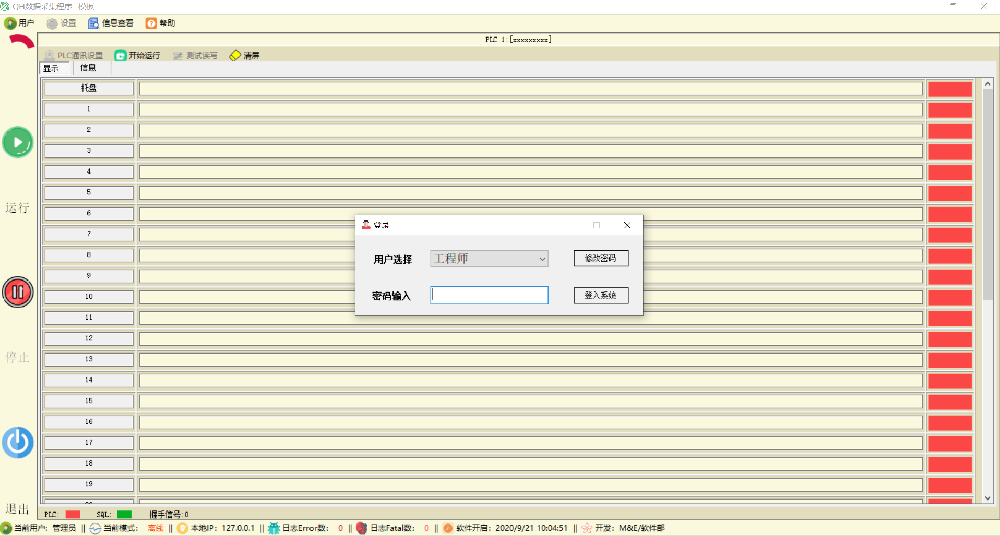 QH数据采集程序--模板
用户 设置 信息查看 帮助
PLC 1:[xxxxxxxxx]
PLC通讯设置 开始运行 测试读写 清屏
显示 信息
托盘
1
2
3
4
5
6
7
8
9
10
11
12
13
14
15
16
17
18
19
运行
停止
退出
登录
用户选择 工程师 修改密码
密码输入 登入系统
PLC: SQL: 握手信号:0
当前用户: 管理员 || 当前模式: 离线 || 本地IP: 127.0.0.1 || 日志Error数: 0 || 日志Fatal数: 0 || 软件开启: 2020/9/21 10:04:51 || 开发: M&E/软件部